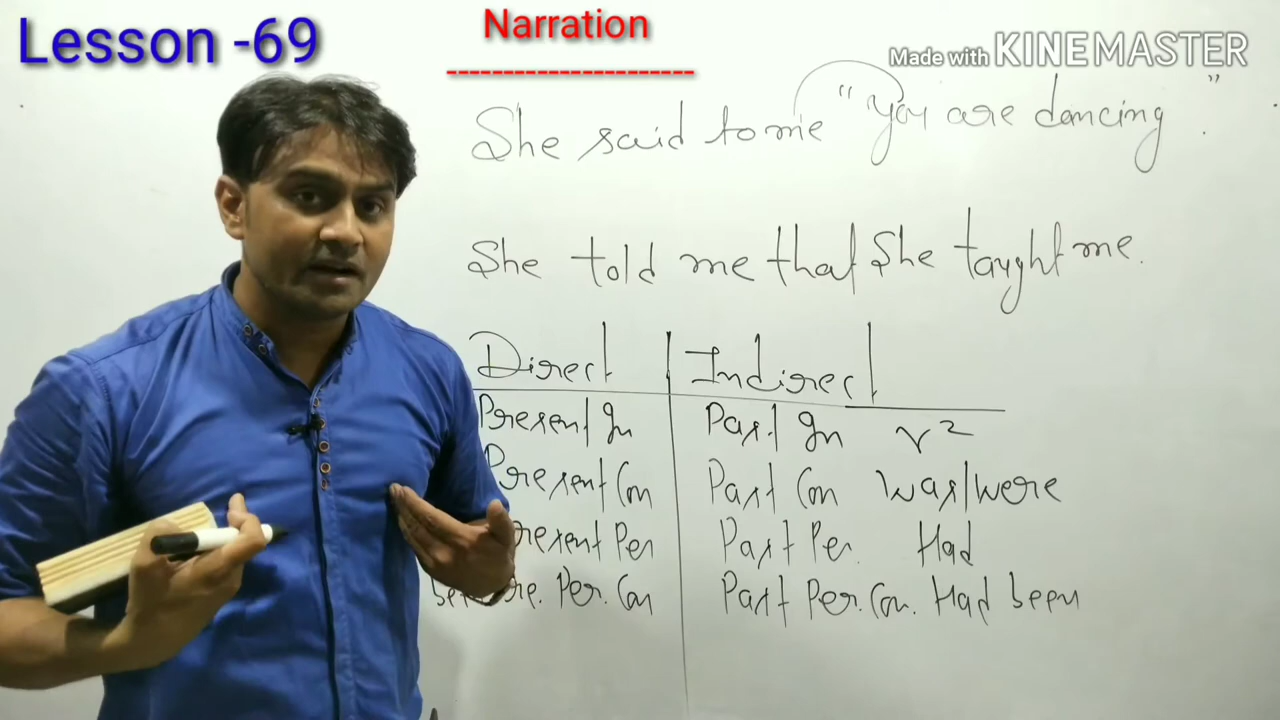 Lesson -69
Narration
Made with KINEMASTER
She said to me “You are dancing”.
She told me that She taught me.
Direct Indirect
Present In Past In v2
Present Con Past Con was/were
resent Per Past Per. Had
re. Per. Con Past Per. Con. Had been